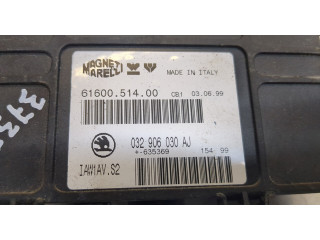 MAGNETI
MARELLI
MADE IN ITALY
61600.514.00
CBI 03.06.99
032 906 030 AJ
*-635369
154 99
IAW1AV.S2